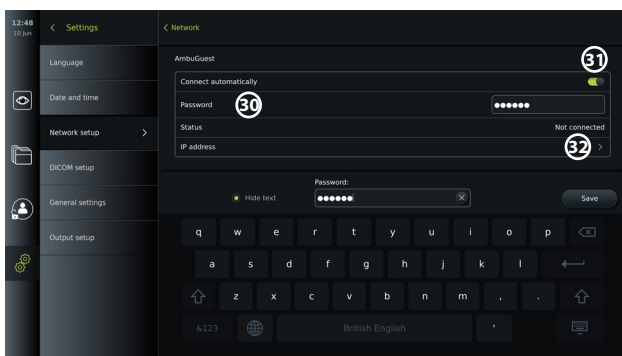 12:48
10 Jun
Settings
Network
Language
Date and time
Network setup
DICOM setup
General settings
Output setup
AmbuGuest
31
Connect automatically
Password
30
●●●●●●
Status
Not connected
IP address
32
Password:
Hide text
●●●●●●
Save
q w e r t y u i o p
a s d f g h j k l
z x c v b n m , .
&123
British English
'